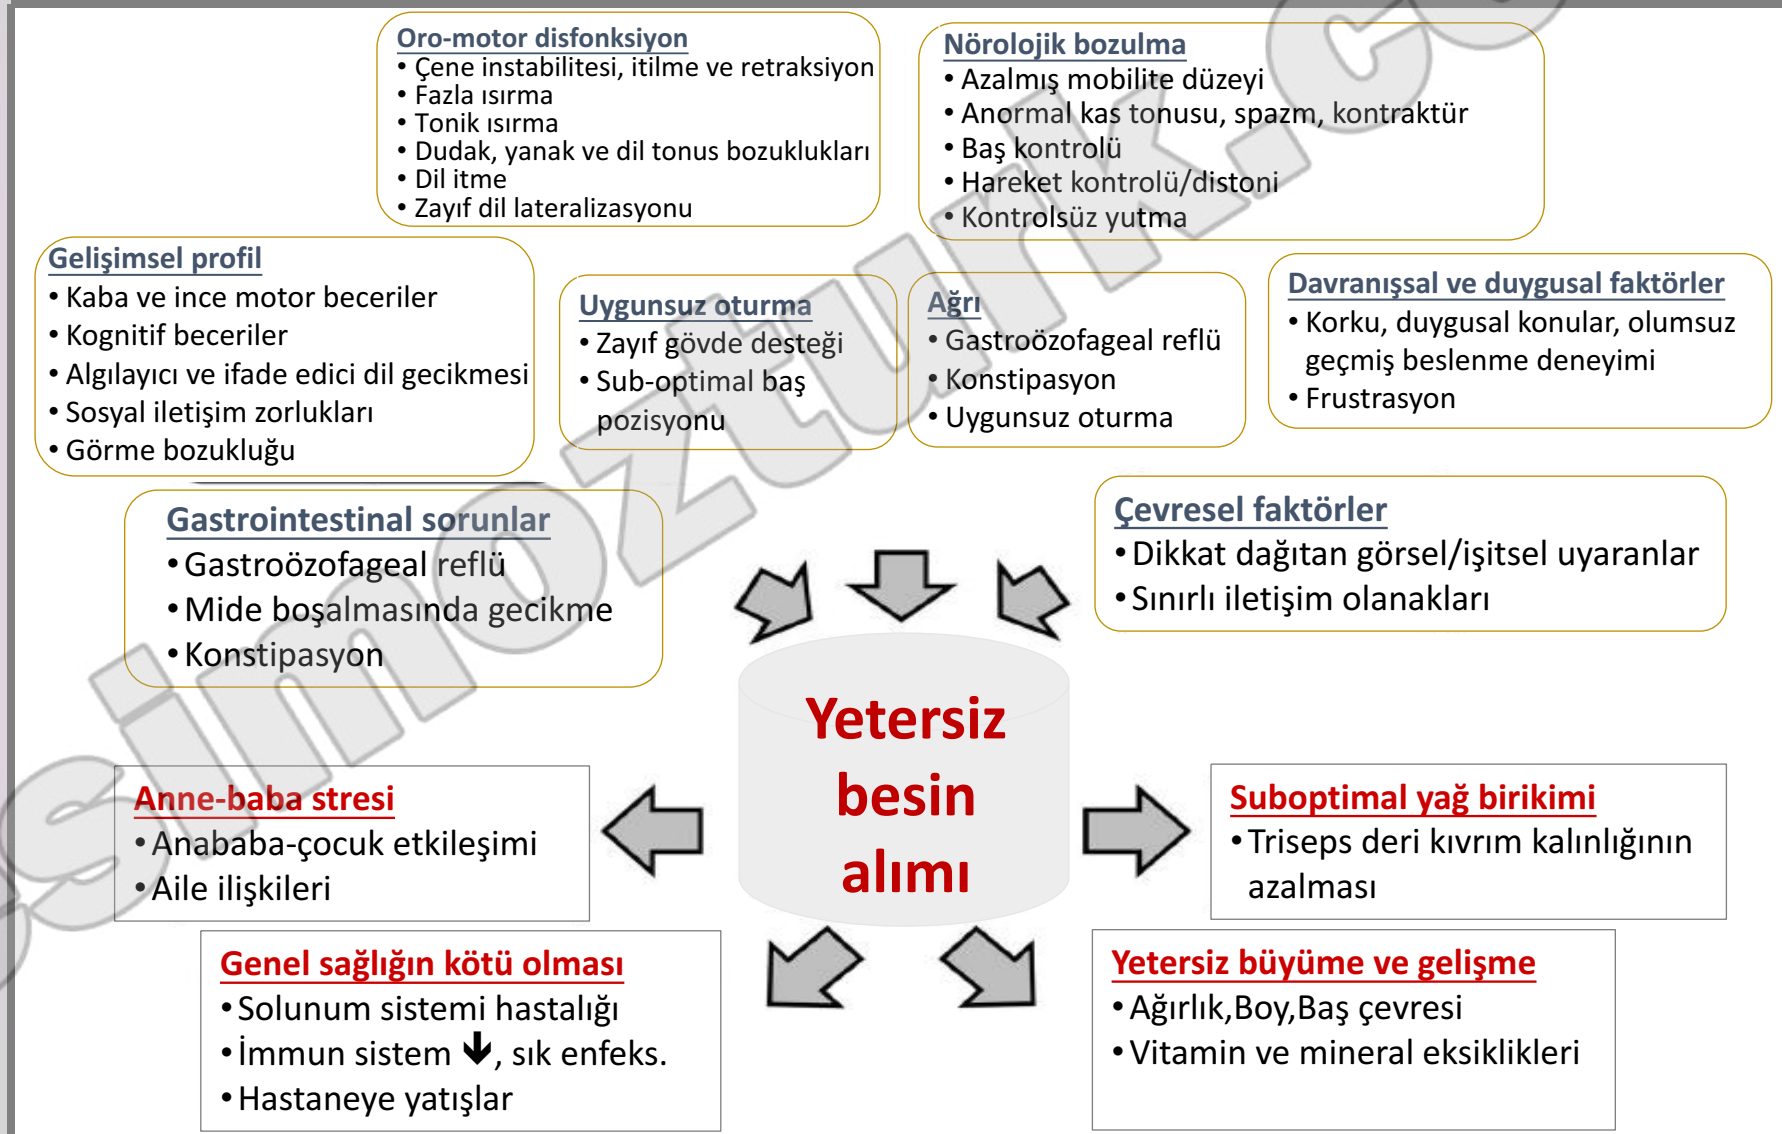 Oro-motor disfonksiyon
• Çene instabilitesi, itilme ve retraksiyon
• Fazla ısırma
• Tonik ısırma
• Dudak, yanak ve dil tonus bozuklukları
• Dil itme
• Zayıf dil lateralizasyonu
Nörolojik bozulma
• Azalmış mobilite düzeyi
• Anormal kas tonusu, spazm, kontraktür
• Baş kontrolü
• Hareket kontrolü/distoni
• Kontrolsüz yutma
Gelişimsel profil
• Kaba ve ince motor beceriler
• Kognitif beceriler
• Algılayıcı ve ifade edici dil gecikmesi
• Sosyal iletişim zorlukları
• Görme bozukluğu
Uygunsuz oturma
• Zayıf gövde desteği
• Sub-optimal baş
pozisyonu
Ağrı
• Gastroözofageal reflü
• Konstipasyon
• Uygunsuz oturma
Davranışsal ve duygusal faktörler
• Korku, duygusal konular, olumsuz
geçmiş beslenme deneyimi
• Frustrasyon
Gastrointestinal sorunlar
• Gastroözofageal reflü
• Mide boşalmasında gecikme
• Konstipasyon
Çevresel faktörler
• Dikkat dağıtan görsel/işitsel uyaranlar
• Sınırlı iletişim olanakları
Yetersiz
besin
alımı
Anne-baba stresi
• Anababa-çocuk etkileşimi
• Aile ilişkileri
Suboptimal yağ birikimi
• Triseps deri kıvrım kalınlığının
azalması
Genel sağlığın kötü olması
• Solunum sistemi hastalığı
• İmmun sistem 🡻, sık enfeks.
• Hastaneye yatışlar
Yetersiz büyüme ve gelişme
• Ağırlık,Boy,Baş çevresi
• Vitamin ve mineral eksiklikleri